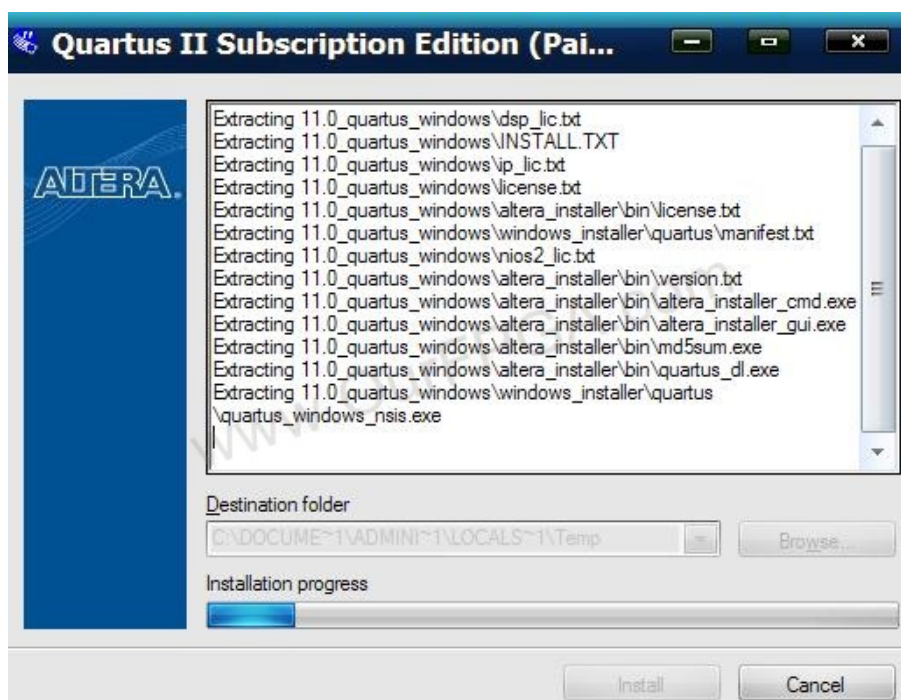 Quartus II Subscription Edition (Pai...
ALTERA.
Extracting 11.0_quartus_windows\dsp_lic.txt
Extracting 11.0_quartus_windows\INSTALL.TXT
Extracting 11.0_quartus_windows\ip_lic.txt
Extracting 11.0_quartus_windows\license.txt
Extracting 11.0_quartus_windows\altera_installer\bin\license.txt
Extracting 11.0_quartus_windows\windows_installer\quartus\manifest.txt
Extracting 11.0_quartus_windows\nios2_lic.txt
Extracting 11.0_quartus_windows\altera_installer\bin\version.txt
Extracting 11.0_quartus_windows\altera_installer\bin\altera_installer_cmd.exe
Extracting 11.0_quartus_windows\altera_installer\bin\altera_installer_gui.exe
Extracting 11.0_quartus_windows\altera_installer\bin\md5sum.exe
Extracting 11.0_quartus_windows\altera_installer\bin\quartus_dl.exe
Extracting 11.0_quartus_windows\windows_installer\quartus
\quartus_windows_nsis.exe
www.OurFPGA.com
Destination folder
C:\DOCUME~1\ADMINI~1\LOCALS~1\Temp
Browse...
Installation progress
Install
Cancel